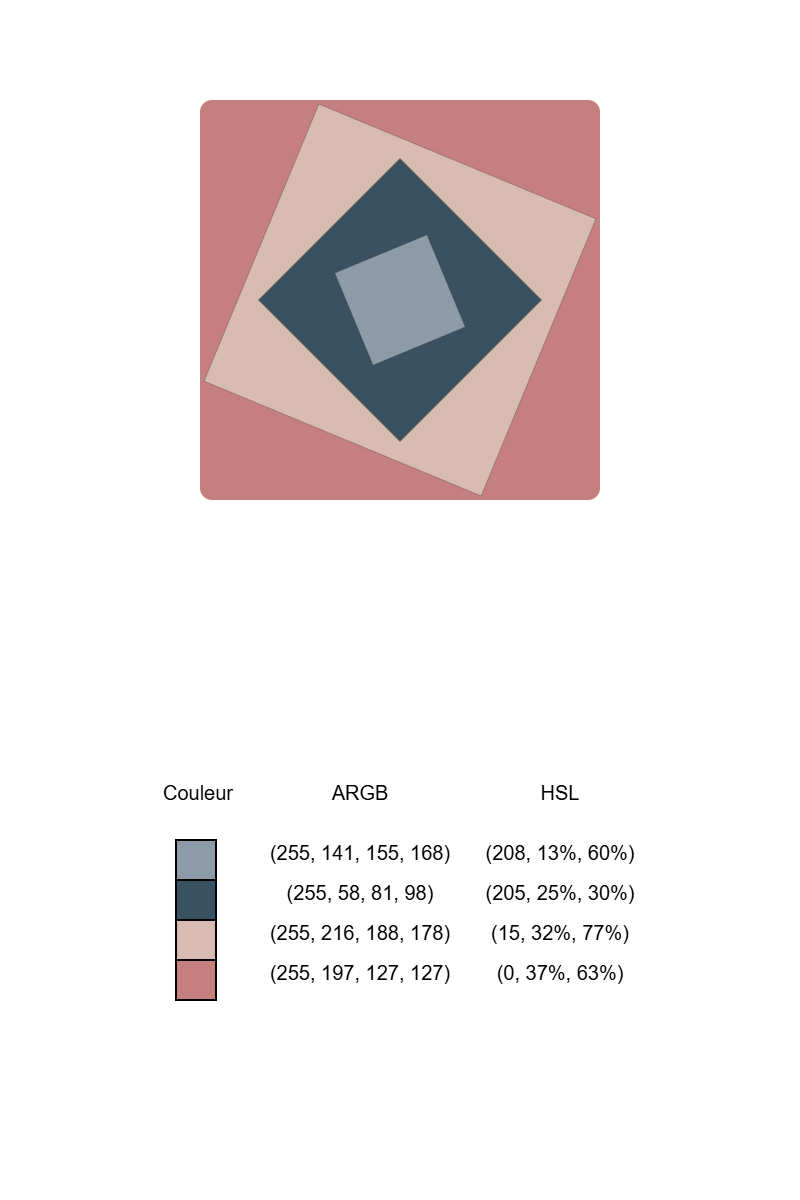 Couleur ARGB HSL
(255, 141, 155, 168) (208, 13%, 60%)
(255, 58, 81, 98) (205, 25%, 30%)
(255, 216, 188, 178) (15, 32%, 77%)
(255, 197, 127, 127) (0, 37%, 63%)